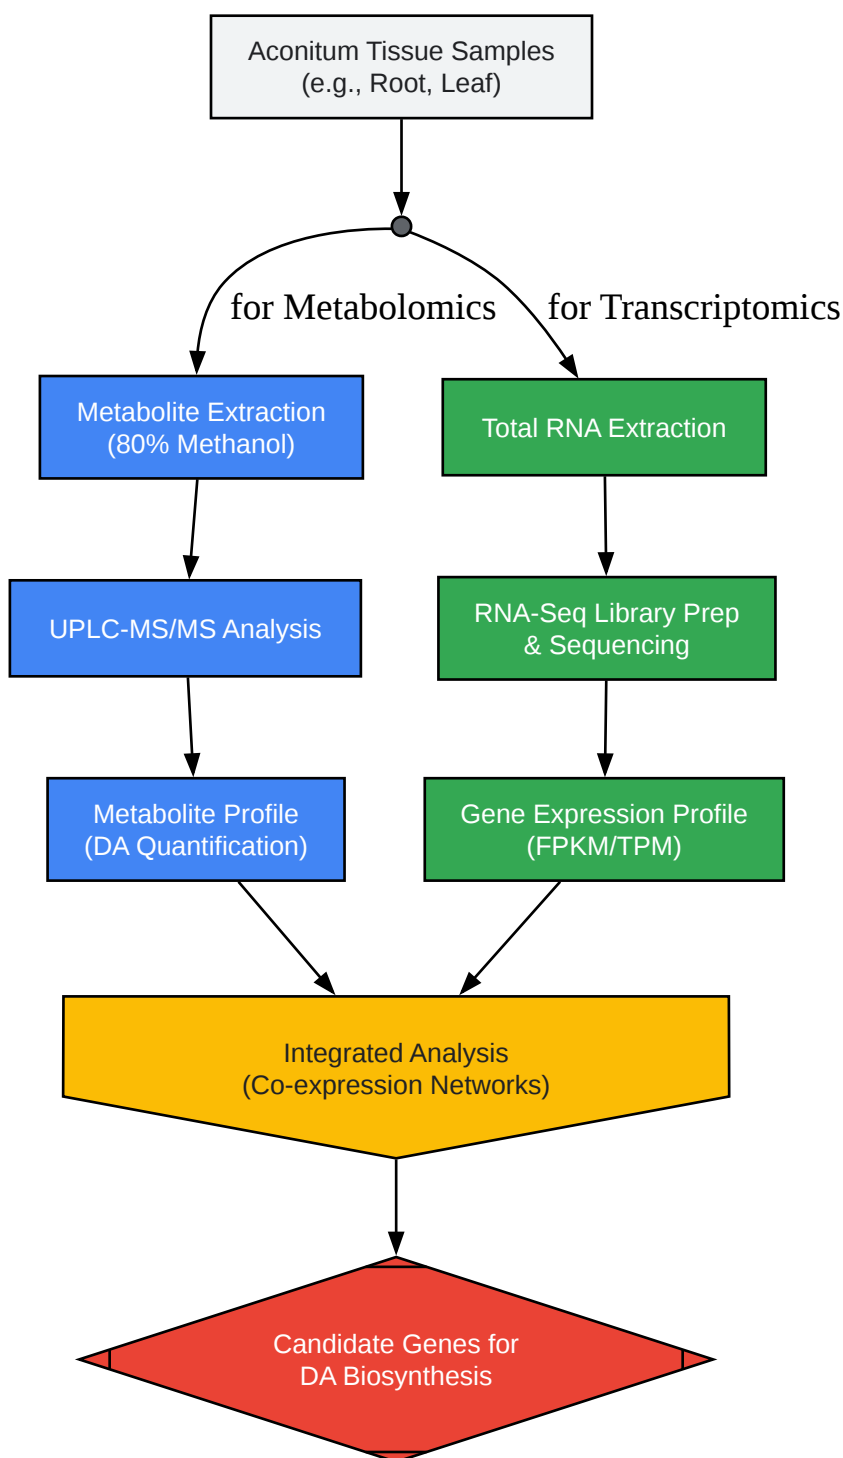 Aconitum Tissue Samples
(e.g., Root, Leaf)
for Metabolomics
for Transcriptomics
Metabolite Extraction
(80% Methanol)
Total RNA Extraction
UPLC-MS/MS Analysis
RNA-Seq Library Prep
& Sequencing
Metabolite Profile
(DA Quantification)
Gene Expression Profile
(FPKM/TPM)
Integrated Analysis
(Co-expression Networks)
Candidate Genes for
DA Biosynthesis